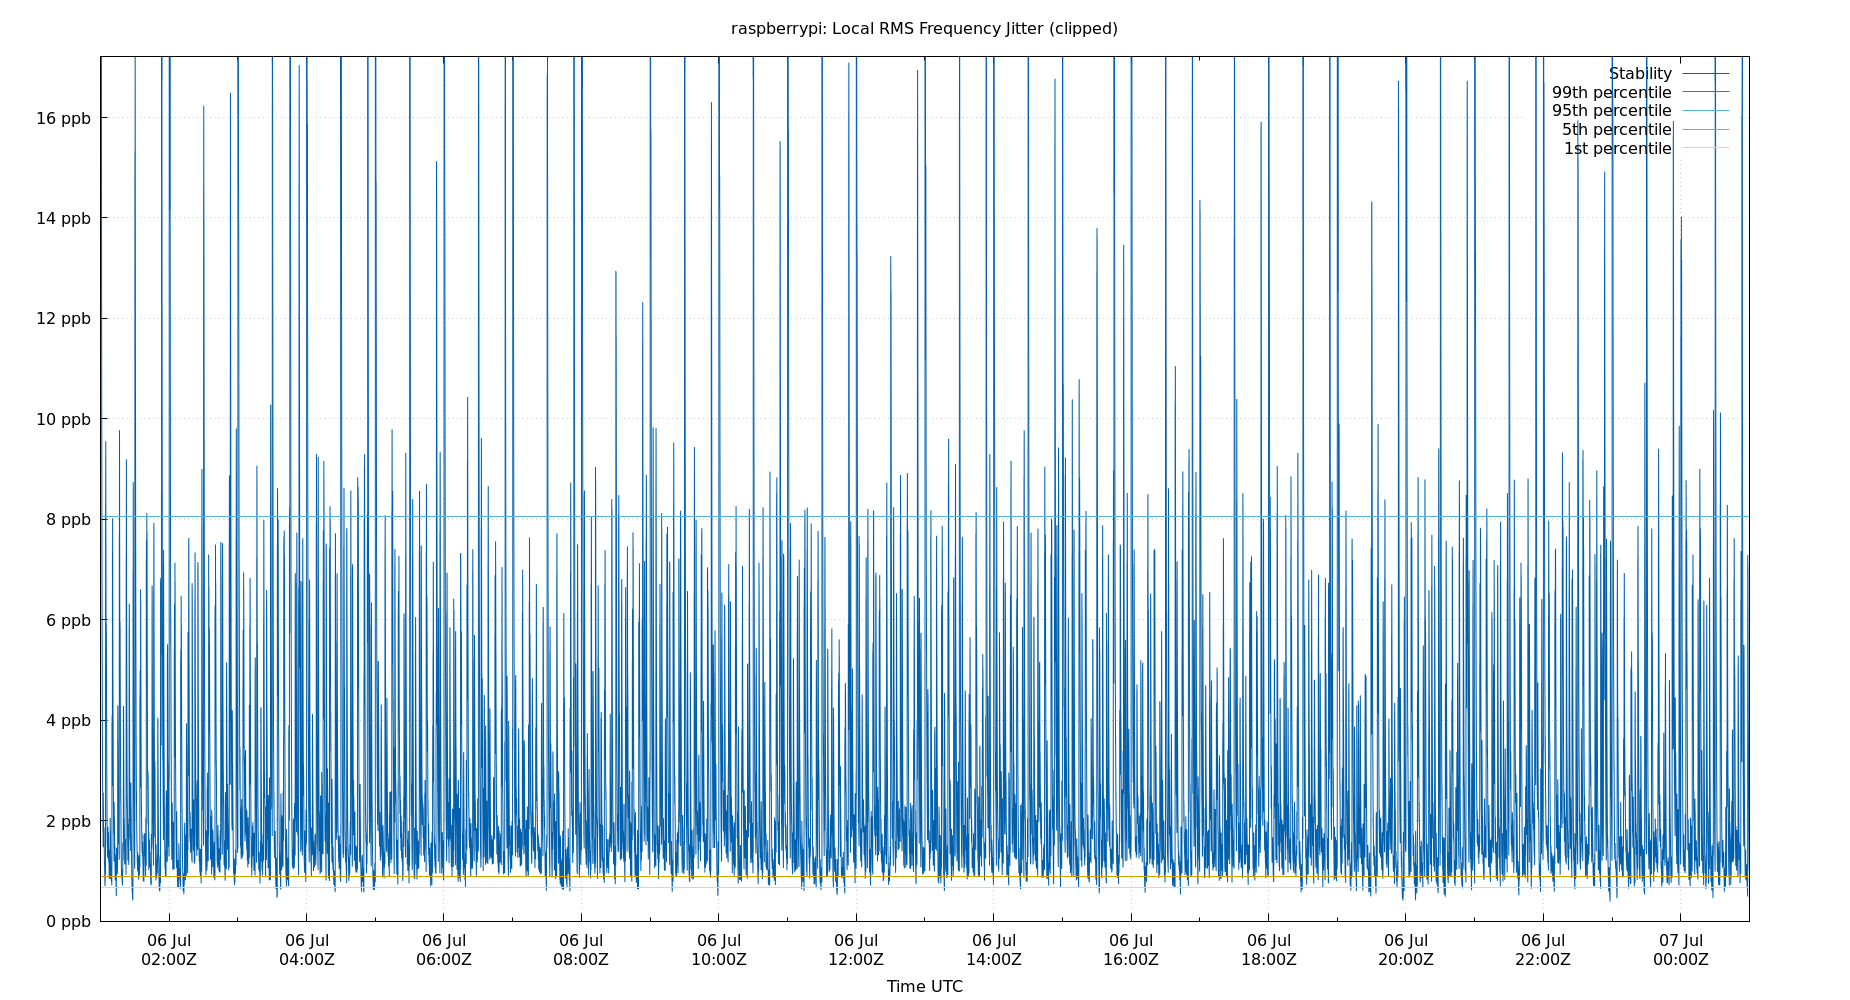 raspberrypi: Local RMS Frequency Jitter (clipped)
Stability
99th percentile
95th percentile
5th percentile
1st percentile
16 ppb
14 ppb
12 ppb
10 ppb
8 ppb
6 ppb
4 ppb
2 ppb
0 ppb
06 Jul 06 Jul 06 Jul 06 Jul 06 Jul 06 Jul 06 Jul 06 Jul 06 Jul 06 Jul 06 Jul 07 Jul
02:00Z 04:00Z 06:00Z 08:00Z 10:00Z 12:00Z 14:00Z 16:00Z 18:00Z 20:00Z 22:00Z 00:00Z
Time UTC